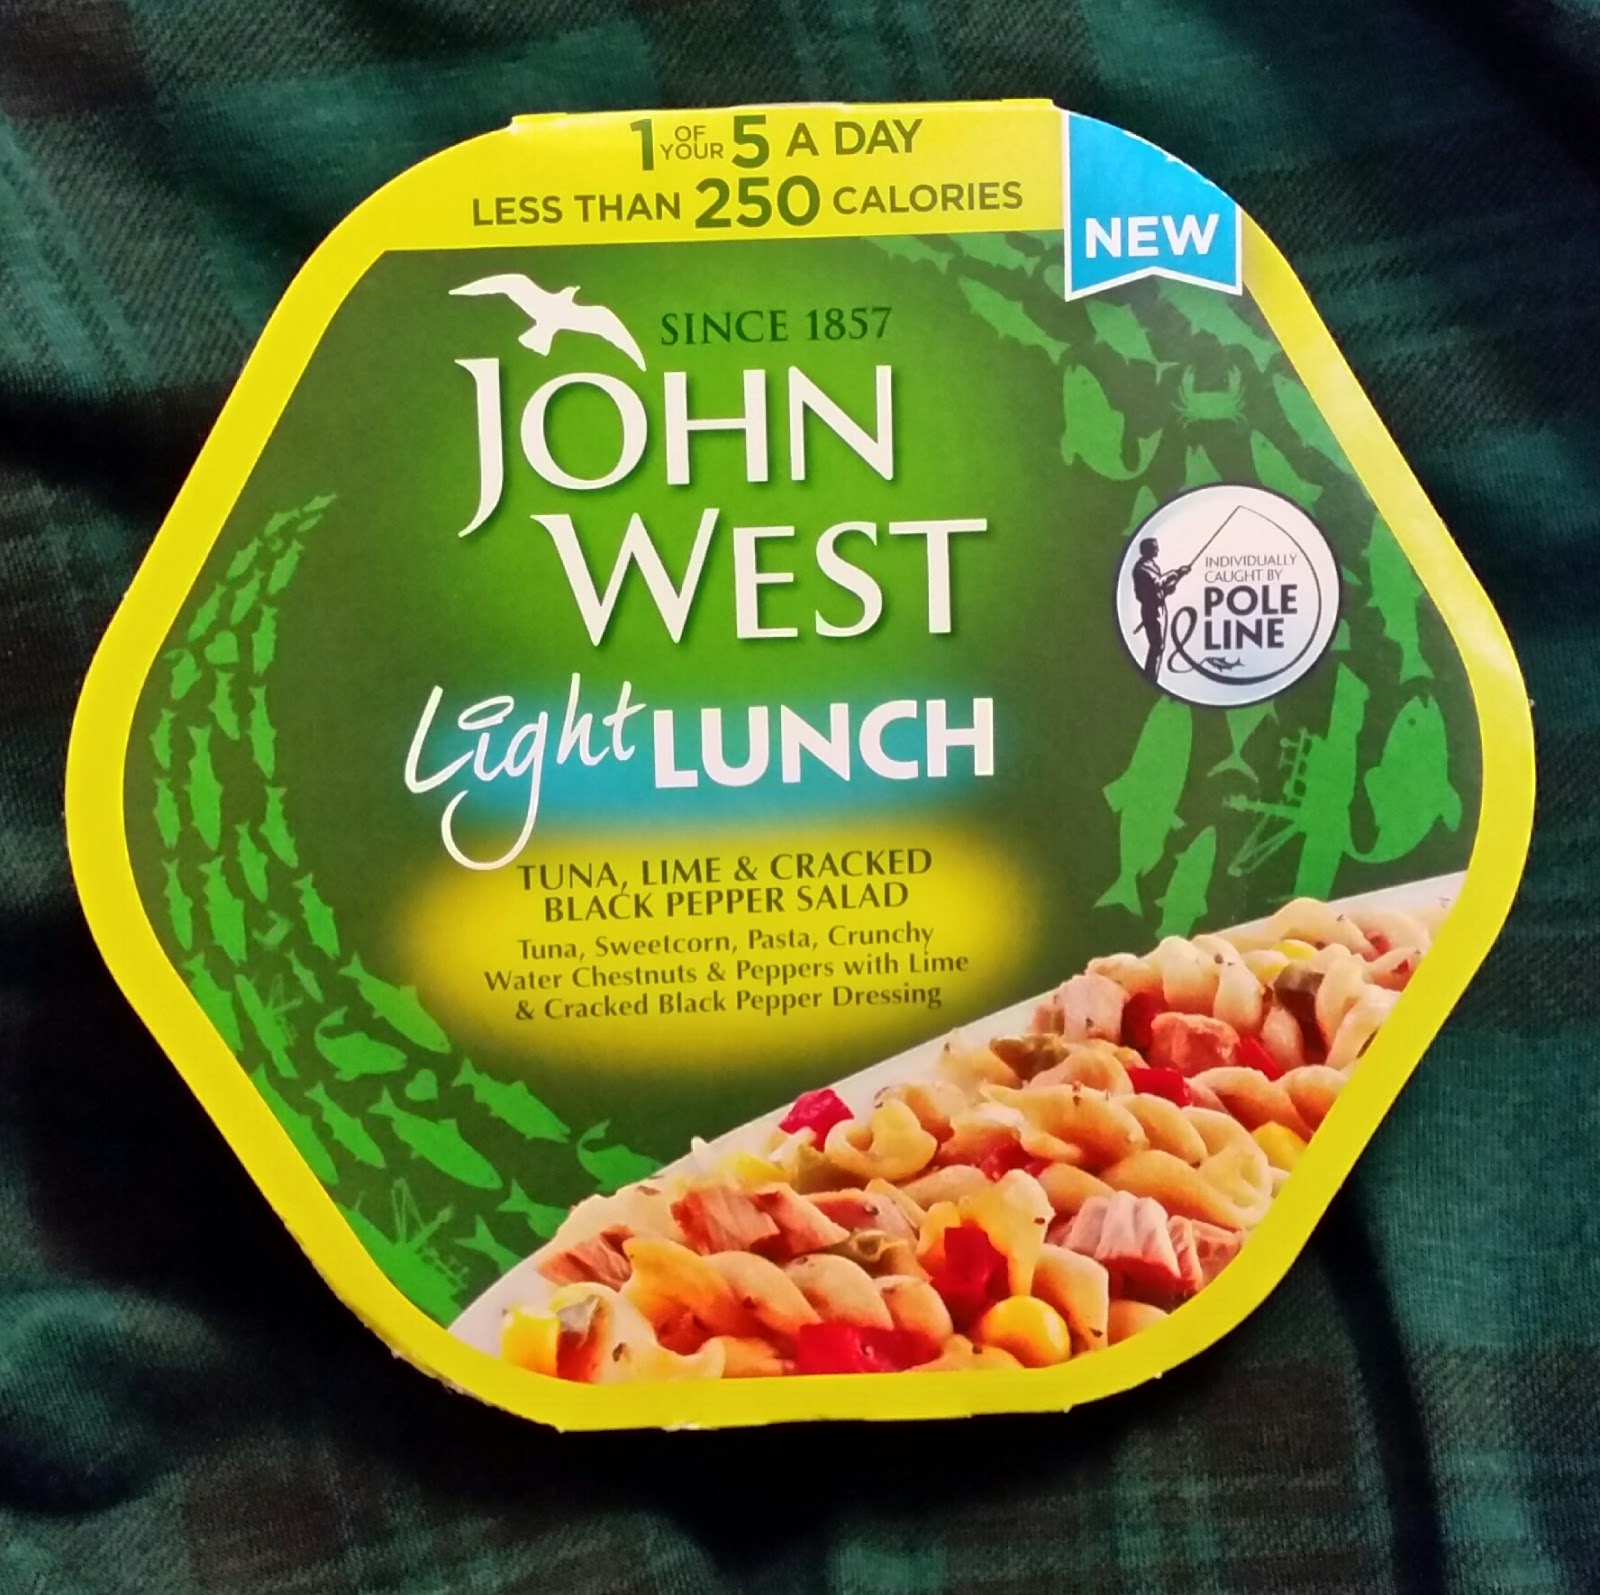 1 OF YOUR 5 A DAY
LESS THAN 250 CALORIES
NEW
SINCE 1857
JOHN
WEST
INDIVIDUALLY
CAUGHT BY
POLE
& LINE
Light LUNCH
TUNA, LIME & CRACKED
BLACK PEPPER SALAD
Tuna, Sweetcorn, Pasta, Crunchy
Water Chestnuts & Peppers with Lime
& Cracked Black Pepper Dressing